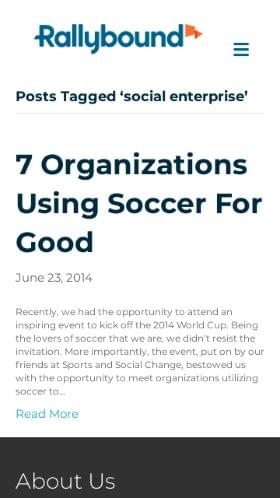 Rallybound
Posts Tagged ‘social enterprise’
7 Organizations
Using Soccer For
Good
June 23, 2014
Recently, we had the opportunity to attend an
inspiring event to kick off the 2014 World Cup. Being
the lovers of soccer that we are, we didn’t resist the
invitation. More importantly, the event, put on by our
friends at Sports and Social Change, bestowed us
with the opportunity to meet organizations utilizing
soccer to...
Read More
About Us